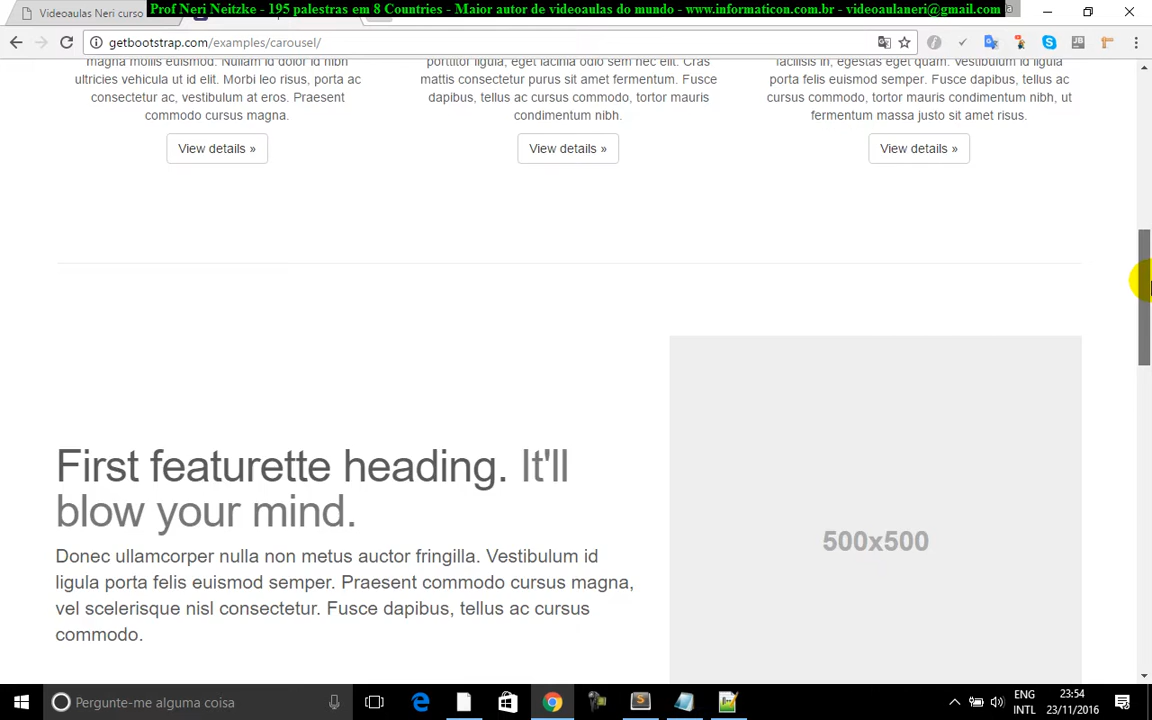 Prof Neri Neitzke - 195 palestras em 8 Countries - Maior autor de videoaulas do mundo - www.informaticon.com.br - videoaulaneri@gmail.com
Videoaulas Neri curso
getbootstrap.com/examples/carousel/
magna mollis euismod. Nullam id dolor id nibh
ultricies vehicula ut id elit. Morbi leo risus, porta ac
consectetur ac, vestibulum at eros. Praesent
commodo cursus magna.
View details »
porttitor ligula, eget lacinia odio sem nec elit. Cras
mattis consectetur purus sit amet fermentum. Fusce
dapibus, tellus ac cursus commodo, tortor mauris
condimentum nibh.
View details »
facilisis in, egestas eget quam. Vestibulum id ligula
porta felis euismod semper. Fusce dapibus, tellus ac
cursus commodo, tortor mauris condimentum nibh, ut
fermentum massa justo sit amet risus.
View details »
First featurette heading. It'll
blow your mind.
Donec ullamcorper nulla non metus auctor fringilla. Vestibulum id
ligula porta felis euismod semper. Praesent commodo cursus magna,
vel scelerisque nisl consectetur. Fusce dapibus, tellus ac cursus
commodo.
500x500
Pergunte-me alguma coisa
ENG
INTL
23:54
23/11/2016